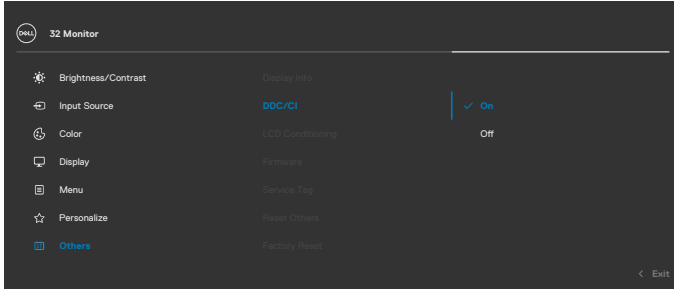 DELL 32 Monitor
Brightness/Contrast
Input Source
Color
Display
Menu
Personalize
Others
Display Info
DDC/CI
LCD Conditioning
Firmware
Service Tag
Reset Others
Factory Reset
On
Off
< Exit